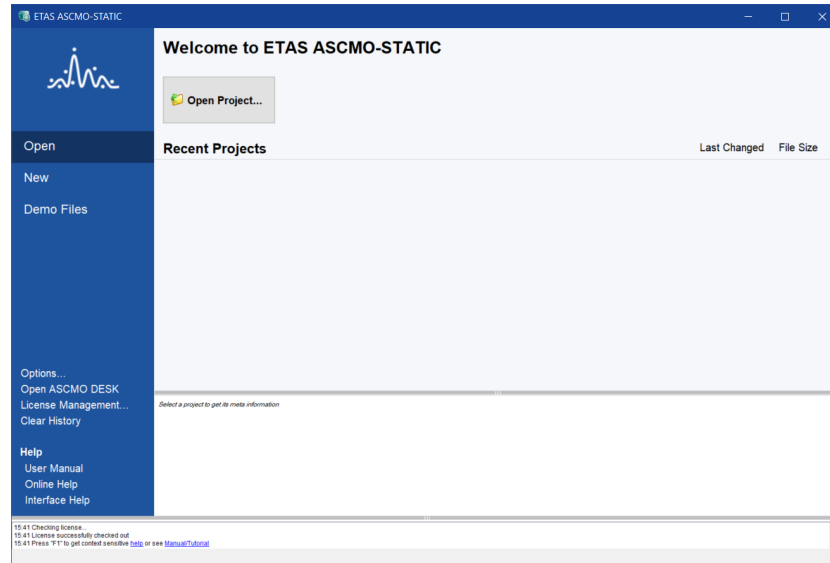 ETAS ASCMO-STATIC
Welcome to ETAS ASCMO-STATIC
Open Project...
Open
New
Demo Files
Recent Projects Last Changed File Size
Options...
Open ASCMO DESK
License Management...
Clear History
Help
User Manual
Online Help
Interface Help
Select a project to get its meta information
15:41 Checking license...
15:41 License successfully checked out
15:41 Press "F1" to get context sensitive help or see Manual/Tutorial